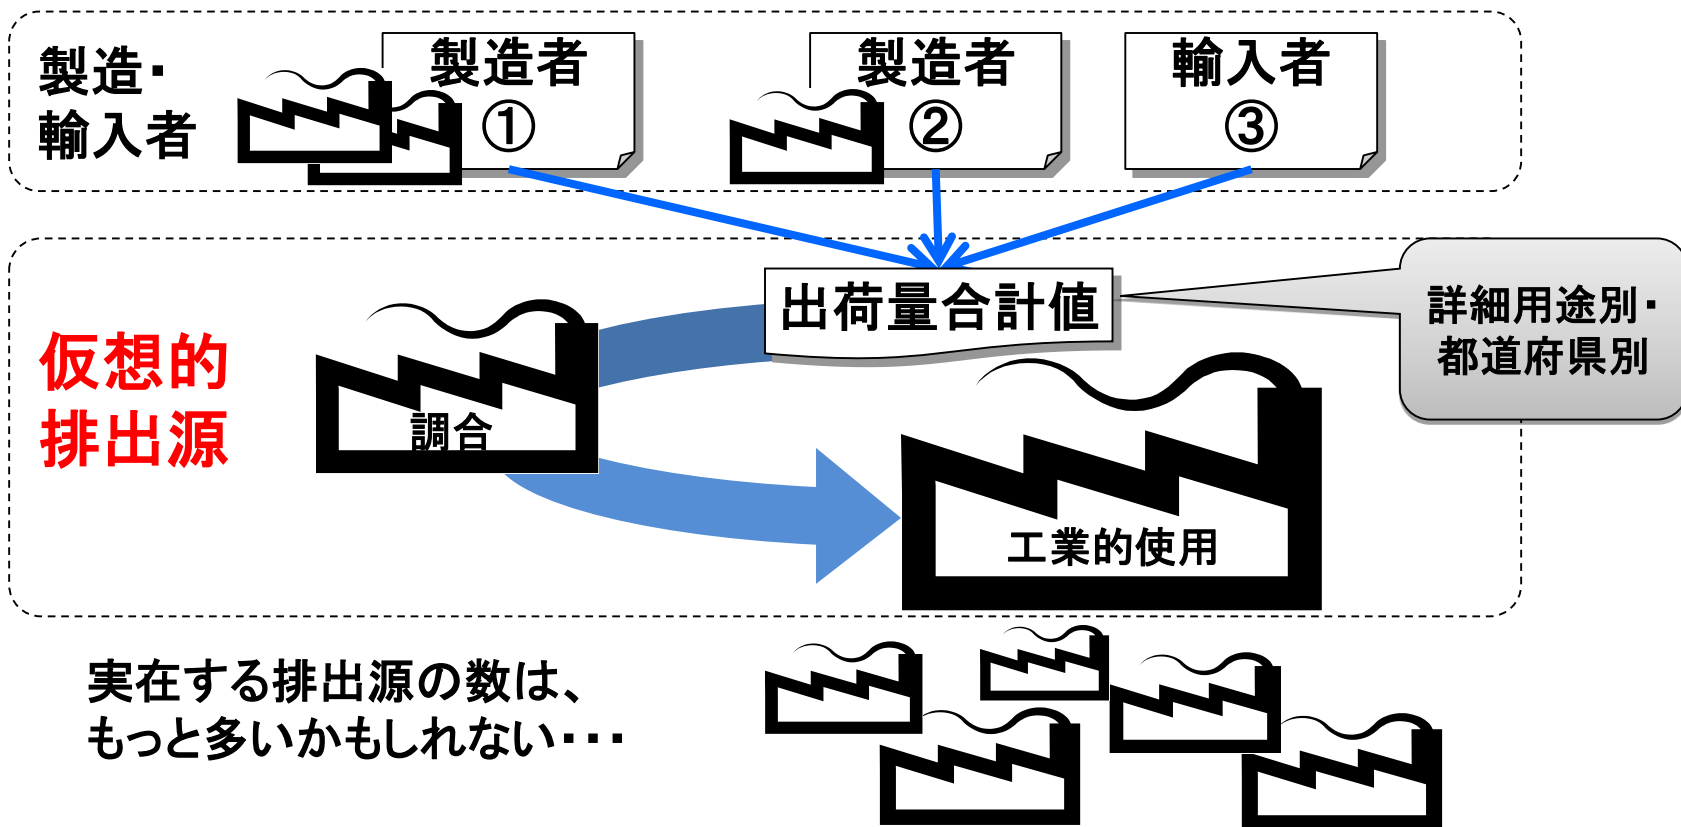 製造・
輸入者
製造者
①
製造者
②
輸入者
③
出荷量合計値
詳細用途別・
都道府県別
仮想的
排出源
調合
工業的使用
実在する排出源の数は、
もっと多いかもしれない・・・